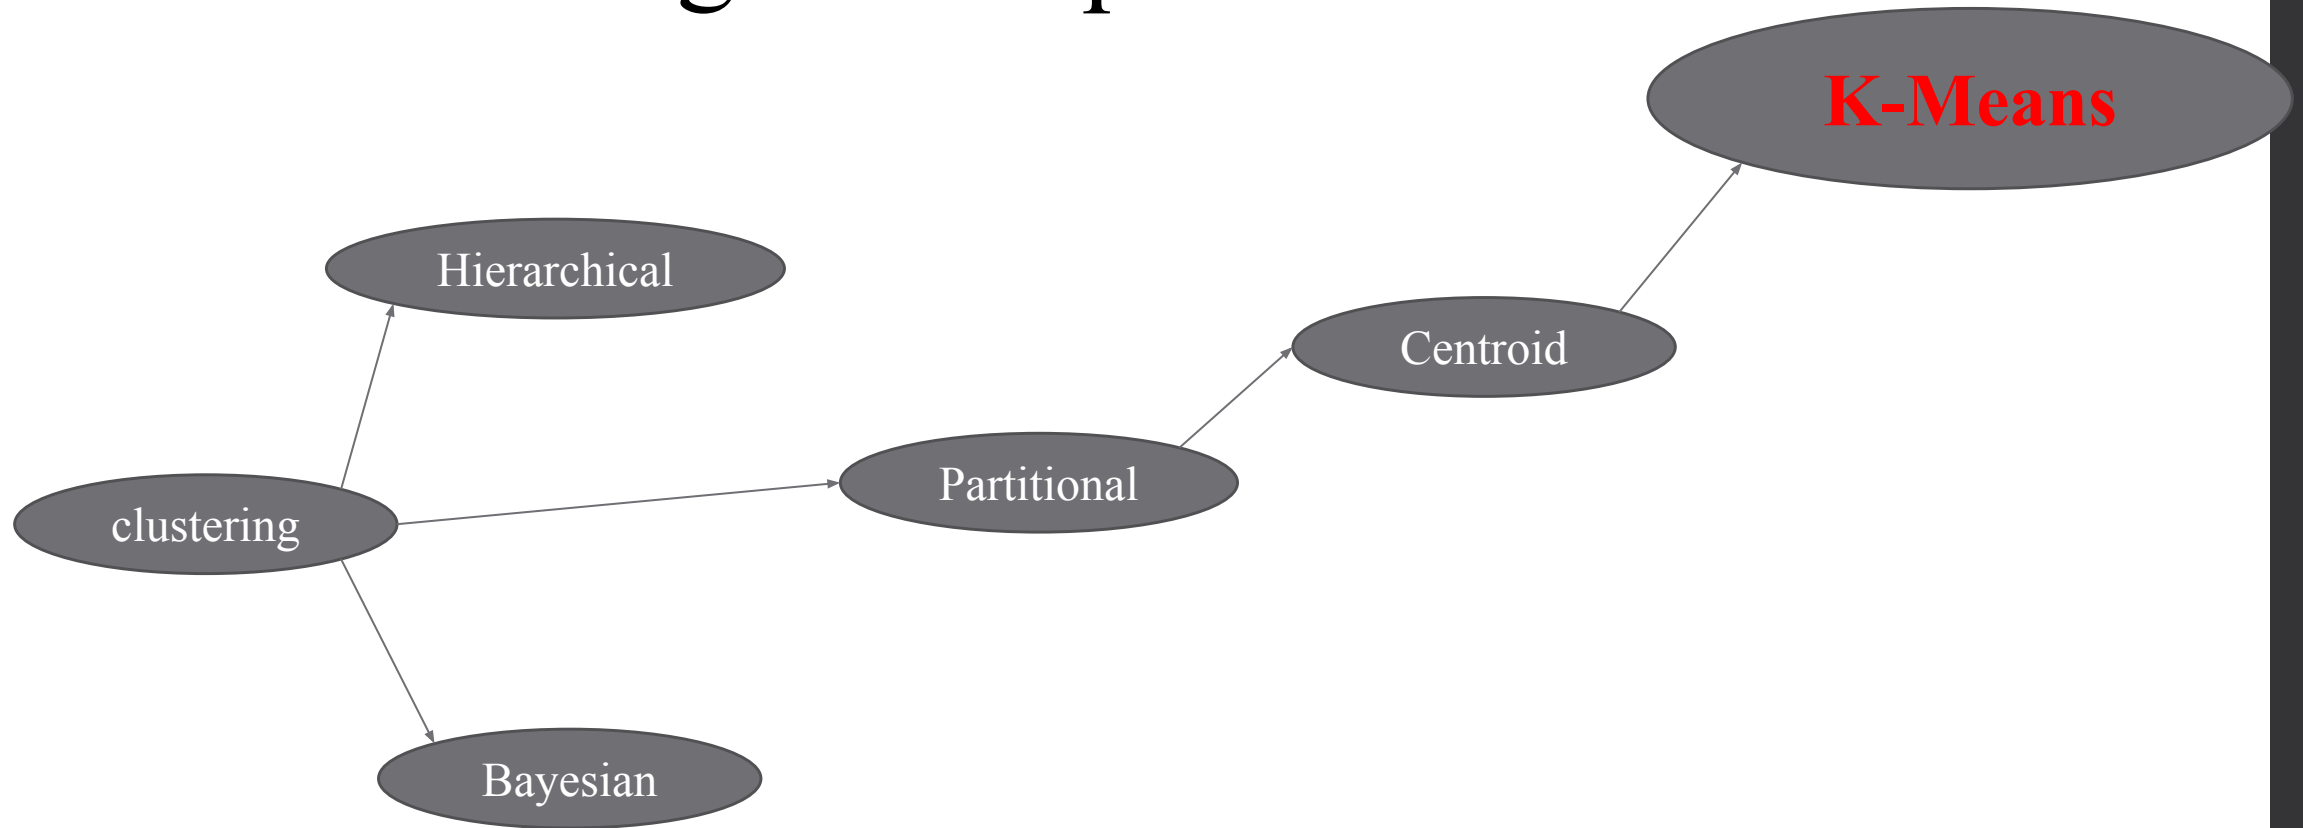 K-Means
Hierarchical
Centroid
Partitional
clustering
Bayesian